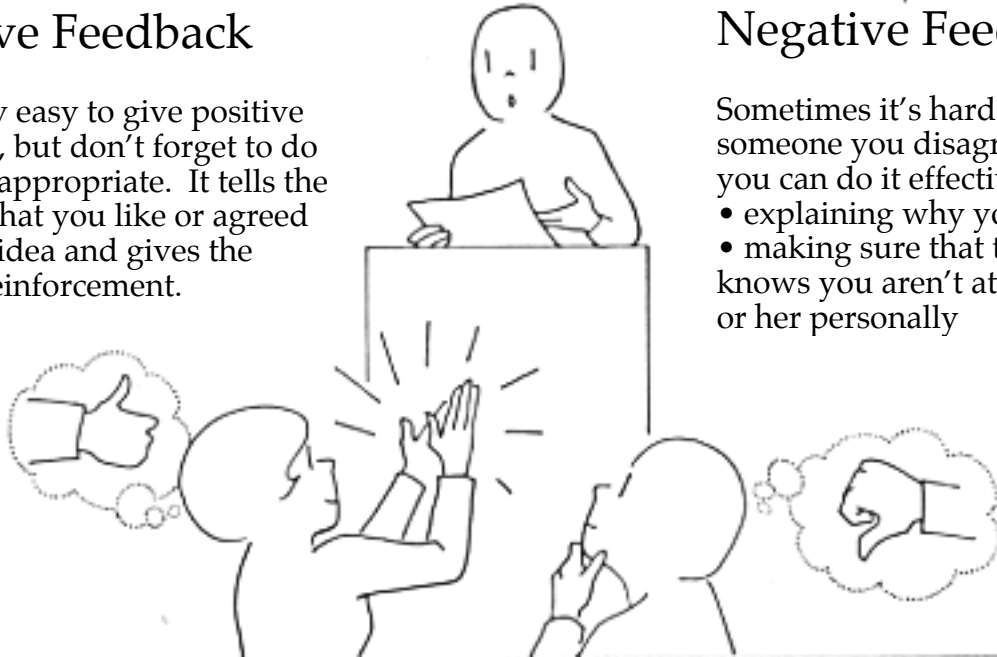 ve Feedback
y easy to give positive
, but don't forget to do
appropriate.  It tells the
hat you like or agreed
idea and gives the
einforcement.
Negative Fee
Sometimes it's hard
someone you disagr
you can do it effecti
• explaining why yo
• making sure that t
knows you aren't at
or her personally